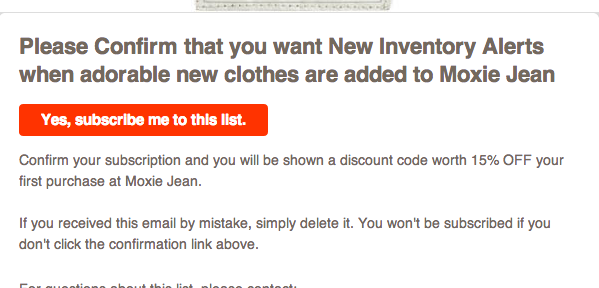 Please Confirm that you want New Inventory Alerts
when adorable new clothes are added to Moxie Jean
Yes, subscribe me to this list.
Confirm your subscription and you will be shown a discount code worth 15% OFF your
first purchase at Moxie Jean.
If you received this email by mistake, simply delete it. You won't be subscribed if you
don't click the confirmation link above.
For questions about this list, please contact: